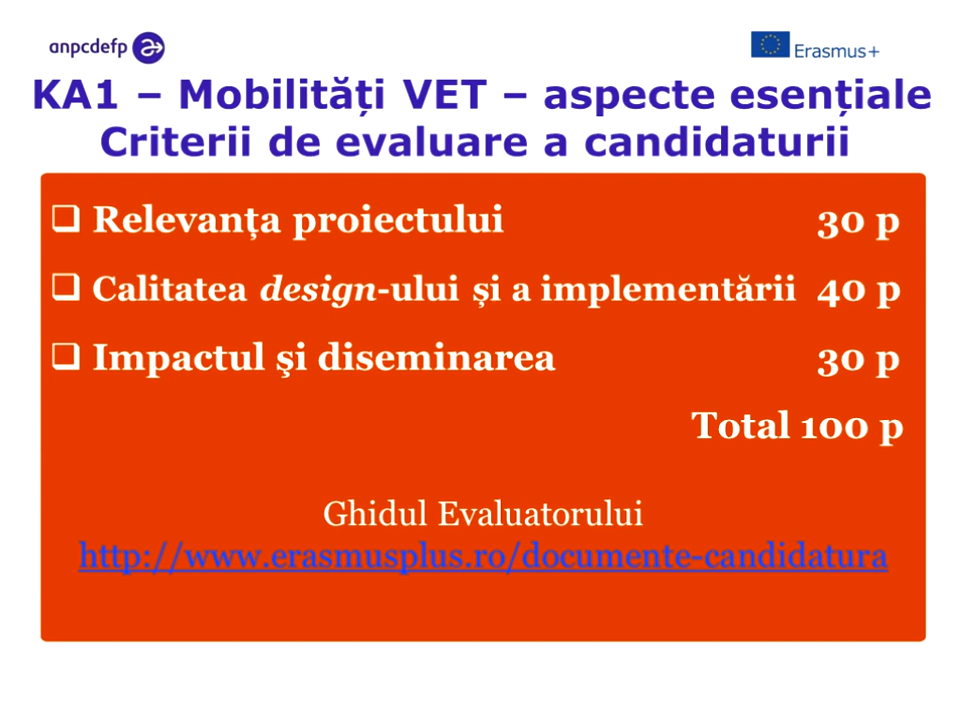 anpcdefp
Erasmus+
KA1 – Mobilități VET – aspecte esențiale
Criterii de evaluare a candidaturii
Relevanța proiectului 30 p
Calitatea design-ului și a implementării 40 p
Impactul şi diseminarea 30 p
Total 100 p
Ghidul Evaluatorului
http://www.erasmusplus.ro/documente-candidatura